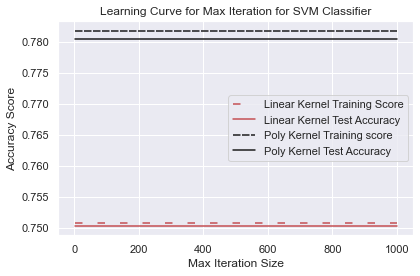 Learning Curve for Max Iteration for SVM Classifier
0.780
0.775
0.770
0.765
0.760
0.755
0.750
Accuracy Score
Linear Kernel Training Score
Linear Kernel Test Accuracy
Poly Kernel Training score
Poly Kernel Test Accuracy
0 200 400 600 800 1000
Max Iteration Size